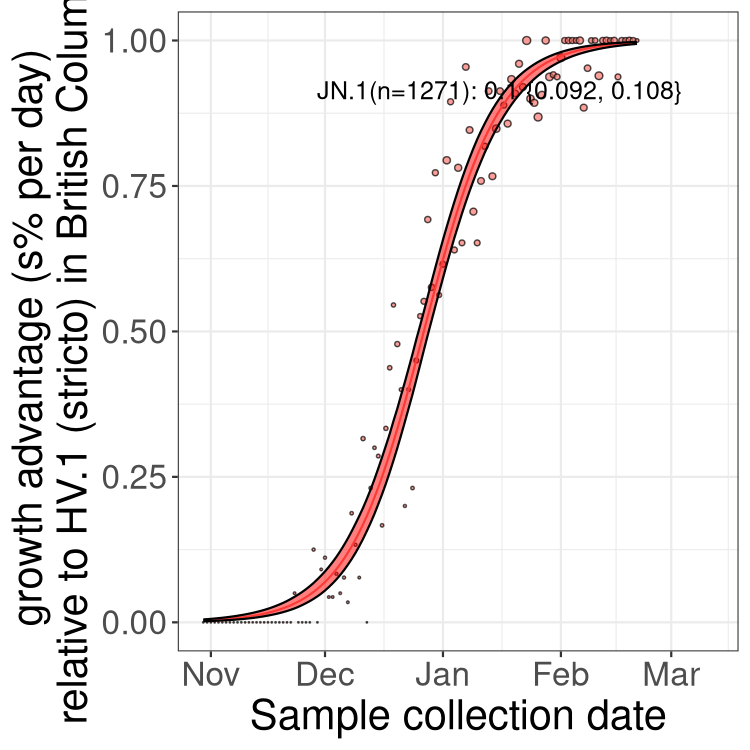 growth advantage (s% per day)
relative to HV.1 (stricto) in British Colum
1.00
0.75
0.50
0.25
0.00
JN.1(n=1271): 0.1 {0.092, 0.108}
Nov Dec Jan Feb Mar
Sample collection date